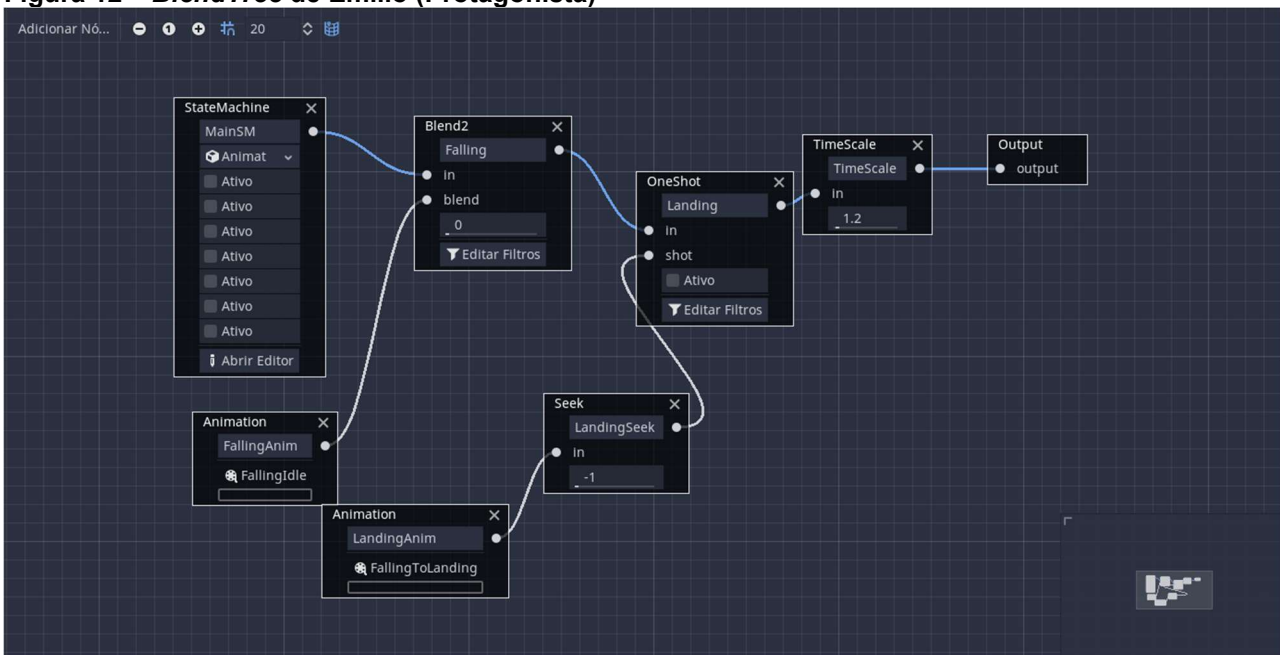 Figura 12 – BlendTree de Emílio (Protagonista)
Adicionar Nó... 20
StateMachine
MainSM
Animat
Ativo
Ativo
Ativo
Ativo
Ativo
Ativo
Ativo
Abrir Editor
Blend2
Falling
in
blend
0
Editar Filtros
OneShot
Landing
in
shot
Ativo
Editar Filtros
TimeScale
TimeScale
in
1.2
Output
output
Animation
FallingAnim
FallingIdle
Seek
LandingSeek
in
-1
Animation
LandingAnim
FallingToLanding